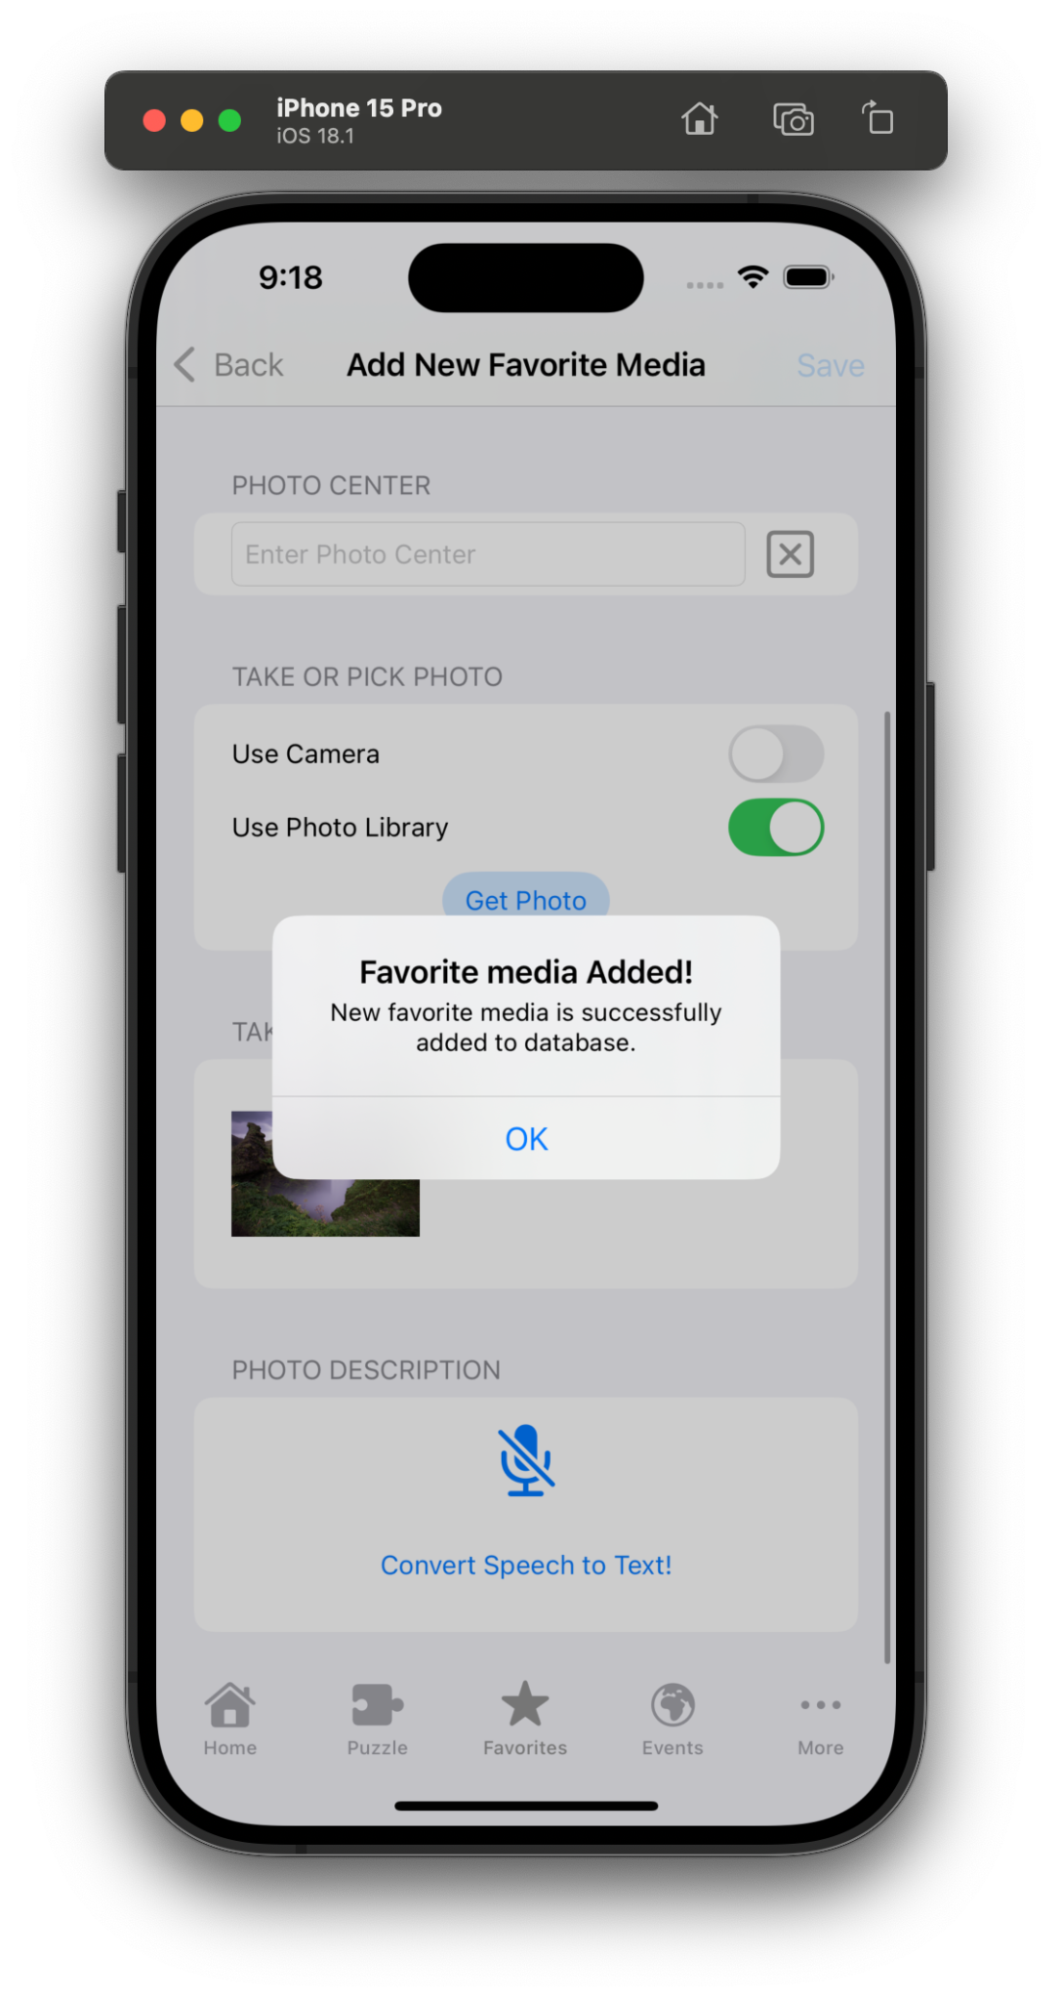 iPhone 15 Pro
iOS 18.1
9:18
Back
Add New Favorite Media
Save
PHOTO CENTER
Enter Photo Center
TAKE OR PICK PHOTO
Use Camera
Use Photo Library
Get Photo
Favorite media Added!
New favorite media is successfully
added to database.
OK
PHOTO DESCRIPTION
Convert Speech to Text!
Home
Puzzle
Favorites
Events
More